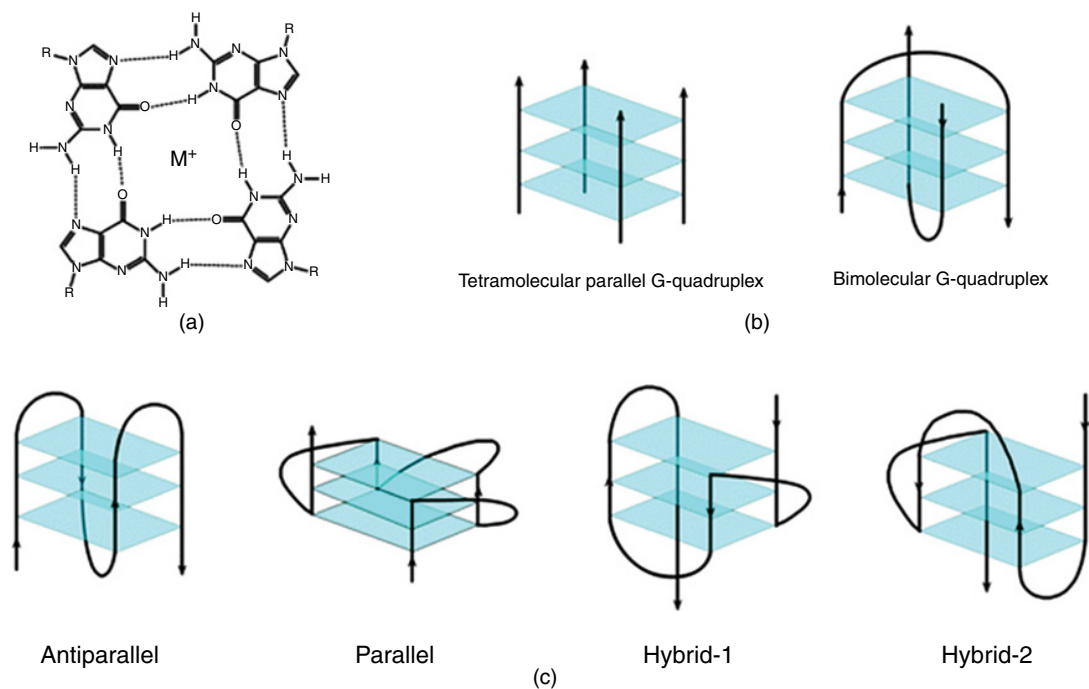 H
R
H
N
N
H
N
R
N
N
N
N
O
H
N
N
N
H
O
N
M+
H
H
N
H
H
O
N
N
H
N
H
O
N
N
H
N
N
N
N
R
H
R
(a)
Tetramolecular parallel G-quadruplex
Bimolecular G-quadruplex
(b)
Antiparallel
Parallel
Hybrid-1
Hybrid-2
(c)